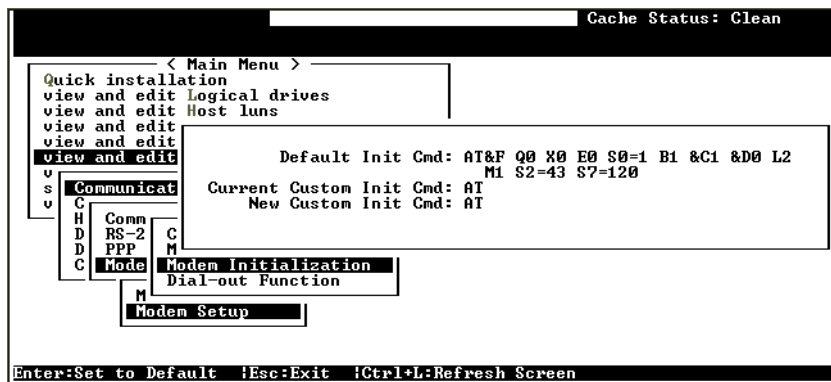 Cache Status: Clean
< Main Menu >
Quick installation
view and edit Logical drives
view and edit Host luns
view and edit
view and edit
view and edit
v
s
v
Default Init Cmd: AT&F Q0 X0 E0 S0=1 B1 &C1 &D0 L2
M1 S2=43 S7=120
Current Custom Init Cmd: AT
New Custom Init Cmd: AT
Communicat
C
H
D
D
C
Comm
RS-2
PPP
Mode
C
M
Modem Initialization
Dial-out Function
M
Modem Setup
Enter:Set to Default |Esc:Exit |Ctrl+L:Refresh Screen